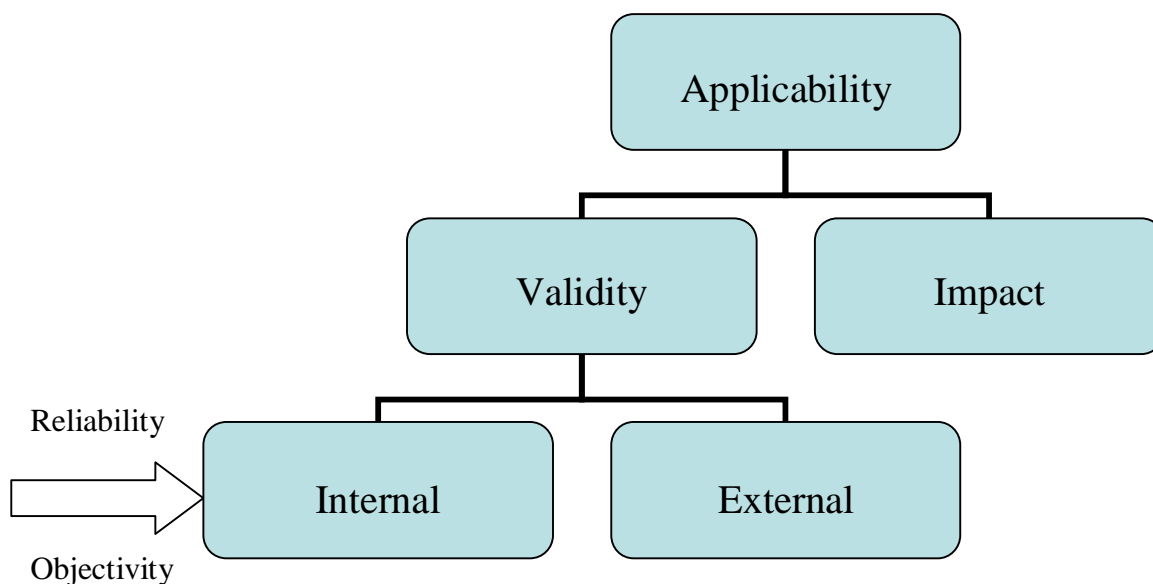 Applicability
Validity
Impact
Reliability
Internal
External
Objectivity